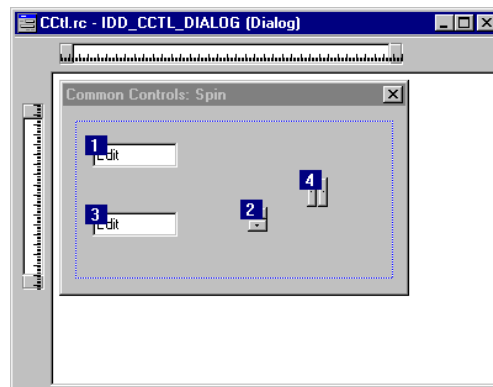 CCtl.rc - IDD_CCTL_DIALOG (Dialog)
Common Controls: Spin
1
Edit
4
3
Edit
2